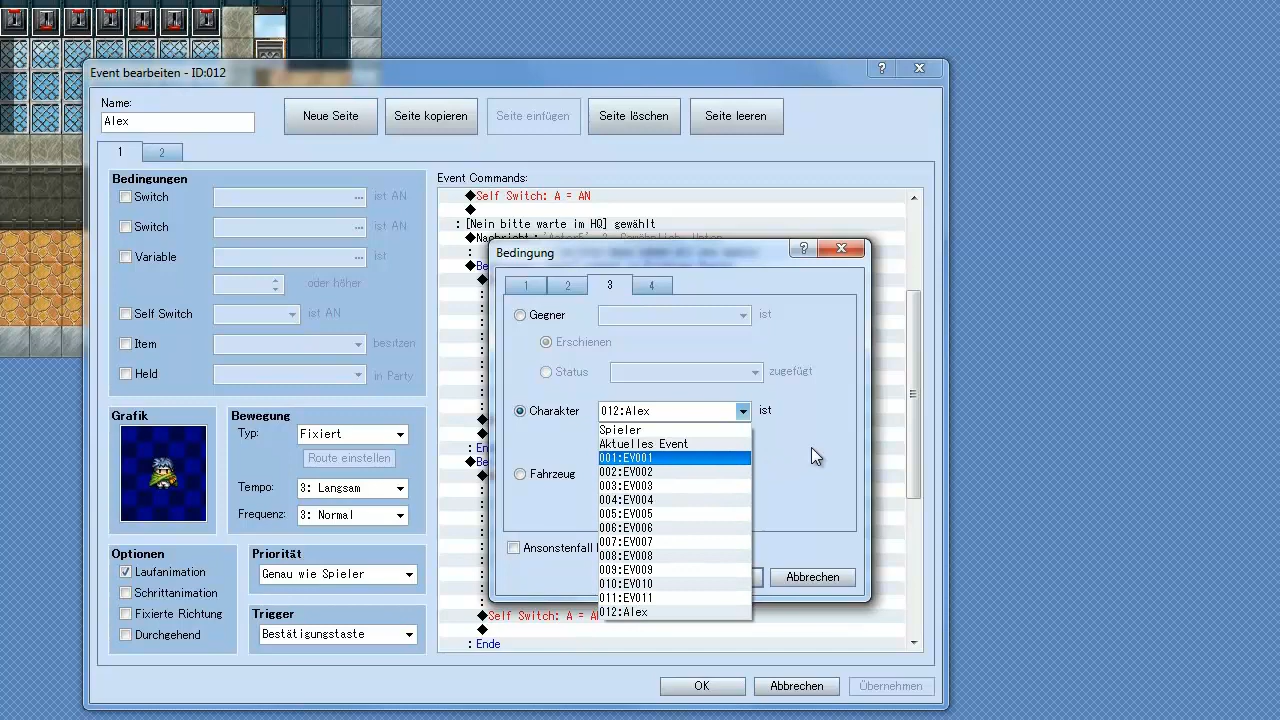 Event bearbeiten - ID:012
Name:
Alex
Neue Seite
Seite kopieren
Seite einfügen
Seite löschen
Seite leeren
1
2
Bedingungen
Switch ... ist AN
Switch ... ist AN
Variable ... ist
oder höher
Self Switch ist AN
Item besitzen
Held in Party
Grafik
Bewegung
Typ: Fixiert
Route einstellen
Tempo: 3: Langsam
Frequenz: 3: Normal
Optionen
Laufanimation
Schrittanimation
Fixierte Richtung
Durchgehend
Priorität
Genau wie Spieler
Trigger
Bestätigungstaste
Event Commands:
◆Self Switch: A = AN
◆
: [Nein bitte warte im HQ] gewählt
Bedingung
1
2
3
4
Gegner ist
Erschienen
Status zugefügt
Charakter 012:Alex ist
Spieler
Aktuelles Event
001:EV001
002:EV002
003:EV003
004:EV004
005:EV005
006:EV006
007:EV007
008:EV008
009:EV009
010:EV010
011:EV011
012:Alex
Fahrzeug
Ansonstenfall
Abbrechen
◆Self Switch: A =
◆
: Ende
OK
Abbrechen
Übernehmen